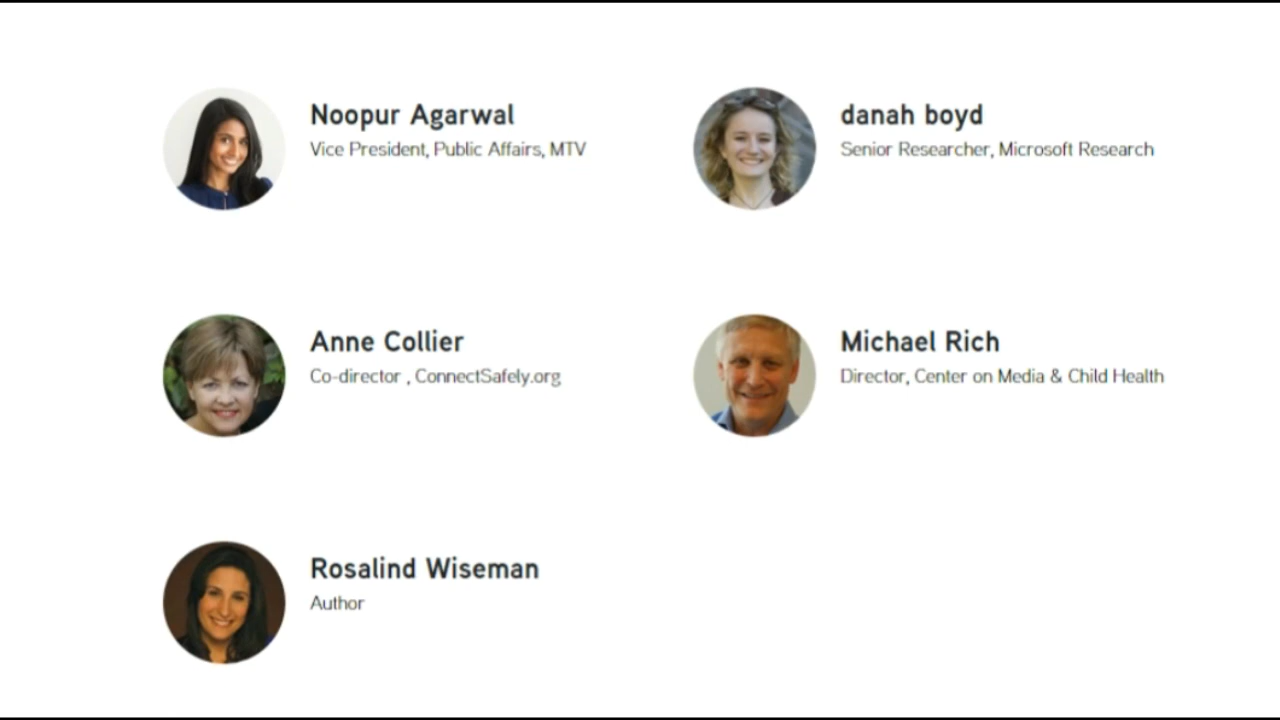 Noopur Agarwal
Vice President, Public Affairs, MTV
danah boyd
Senior Researcher, Microsoft Research
Anne Collier
Co-director , ConnectSafely.org
Michael Rich
Director, Center on Media & Child Health
Rosalind Wiseman
Author